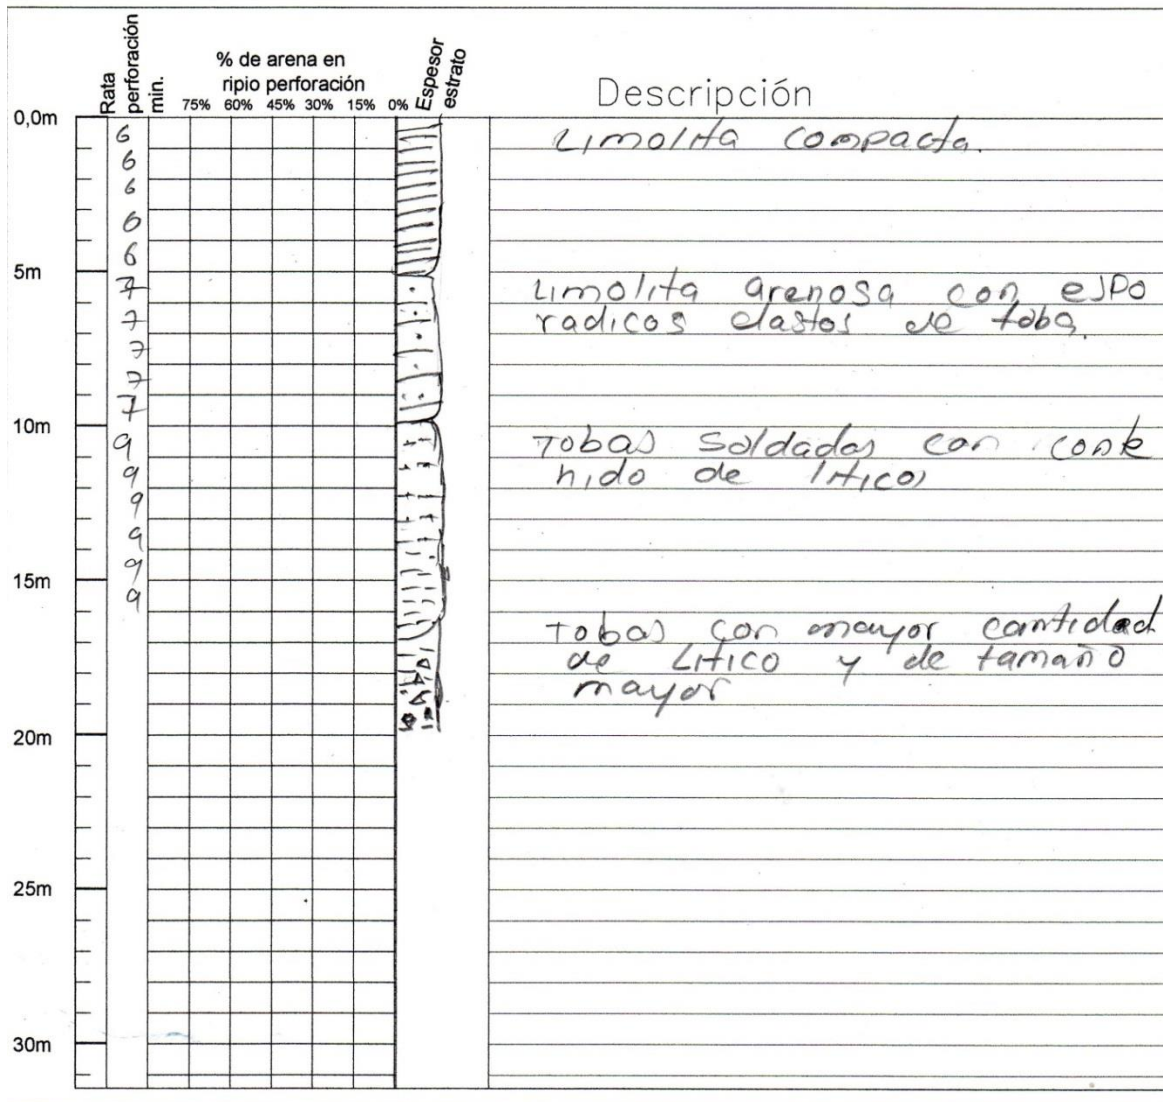 Rata
perforación
min.
% de arena en
ripio perforación
75% 60% 45% 30% 15% 0%
Espesor
estrato
Descripción
0,0m
6
Limolita compacta.
6
6
6
6
5m
7
Limolita arenosa con espo
7
radicos clastos de toba.
7
7
7
10m
9
Tobas soldadas con conte
9
nido de liticos
9
9
9
15m
9
Tobas con mayor cantidad
de Litico y de tamaño
mayor
20m
25m
30m